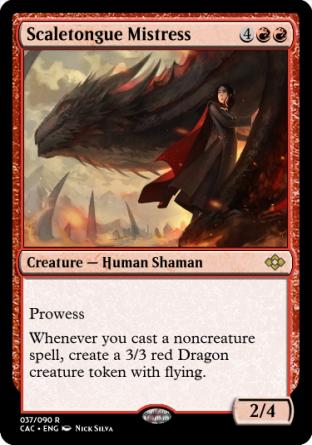 Scaletongue Mistress 4
Creature — Human Shaman
Prowess
Whenever you cast a noncreature
spell, create a 3/3 red Dragon
creature token with flying.
2/4
037/090 R
CAC • ENG Nick Silva